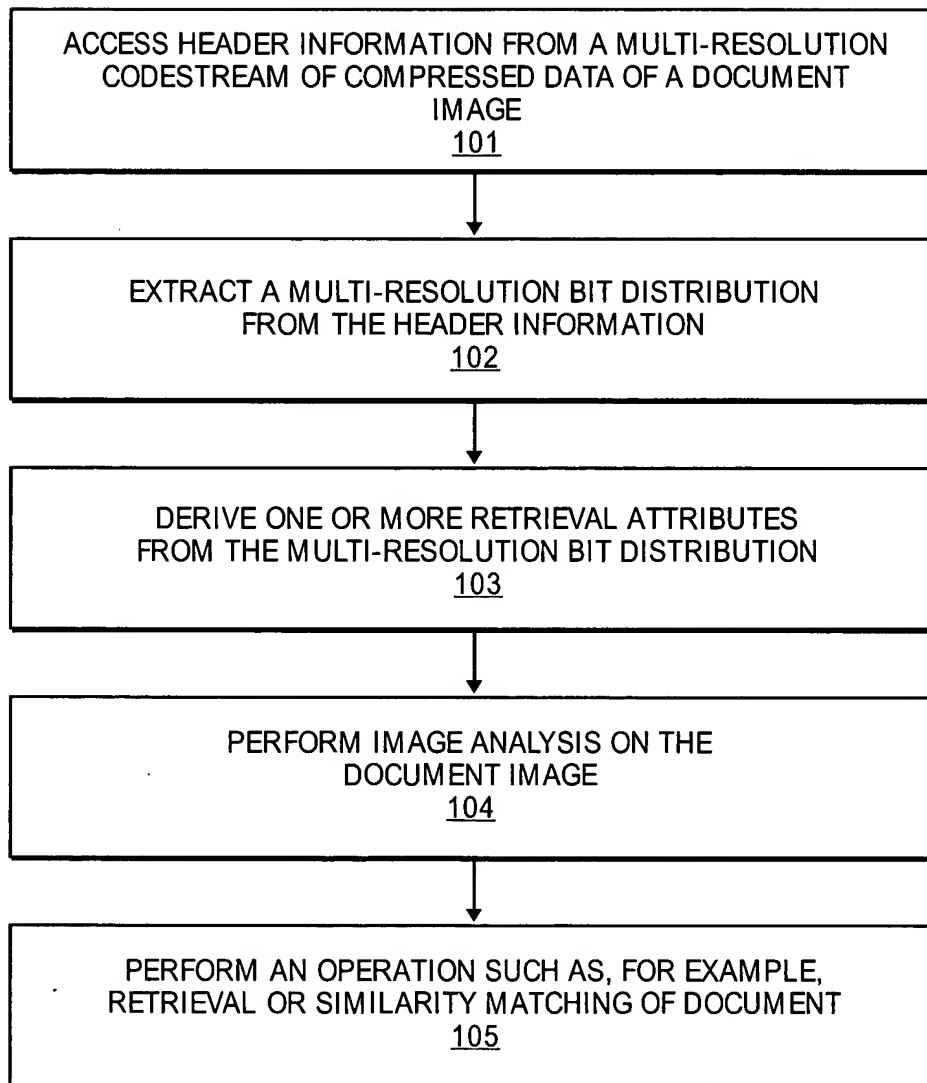 ACCESS HEADER INFORMATION FROM A MULTI-RESOLUTION
CODESTREAM OF COMPRESSED DATA OF A DOCUMENT
IMAGE
101
EXTRACT A MULTI-RESOLUTION BIT DISTRIBUTION
FROM THE HEADER INFORMATION
102
DERIVE ONE OR MORE RETRIEVAL ATTRIBUTES
FROM THE MULTI-RESOLUTION BIT DISTRIBUTION
103
PERFORM IMAGE ANALYSIS ON THE
DOCUMENT IMAGE
104
PERFORM AN OPERATION SUCH AS, FOR EXAMPLE,
RETRIEVAL OR SIMILARITY MATCHING OF DOCUMENT
105